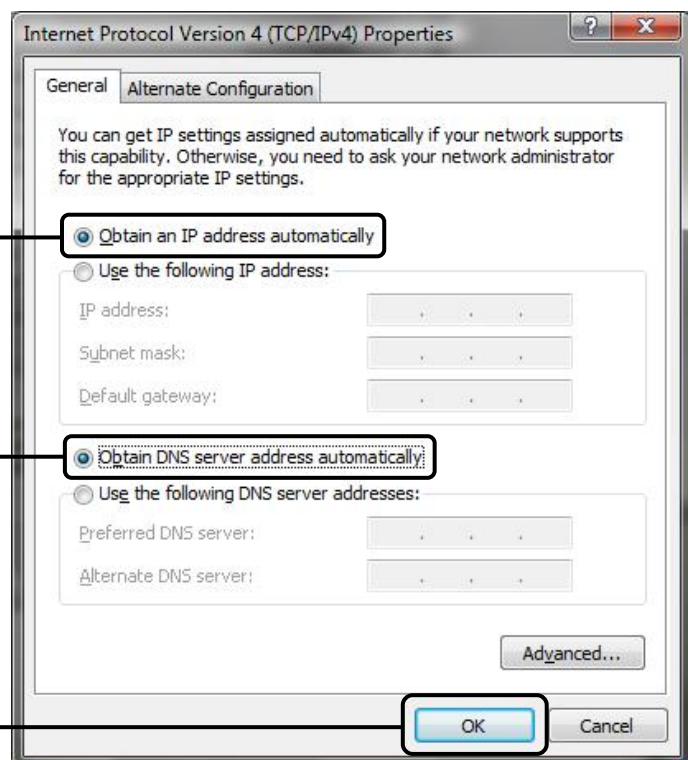 Internet Protocol Version 4 (TCP/IPv4) Properties
General
Alternate Configuration
You can get IP settings assigned automatically if your network supports
this capability. Otherwise, you need to ask your network administrator
for the appropriate IP settings.
Obtain an IP address automatically
Use the following IP address:
IP address:
Subnet mask:
Default gateway:
Obtain DNS server address automatically
Use the following DNS server addresses:
Preferred DNS server:
Alternate DNS server:
Advanced...
OK
Cancel